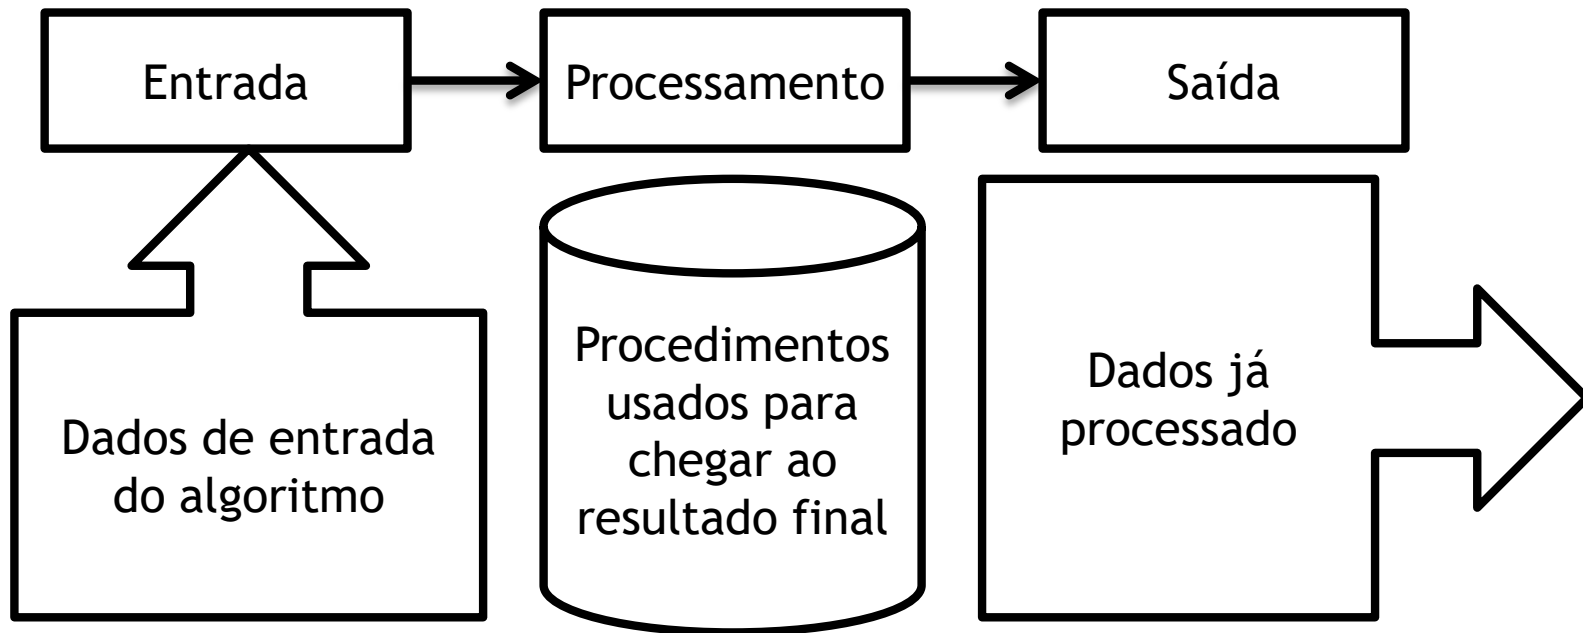 Entrada
Processamento
Saída
Dados de entrada
do algoritmo
Procedimentos
usados para
chegar ao
resultado final
Dados já
processado